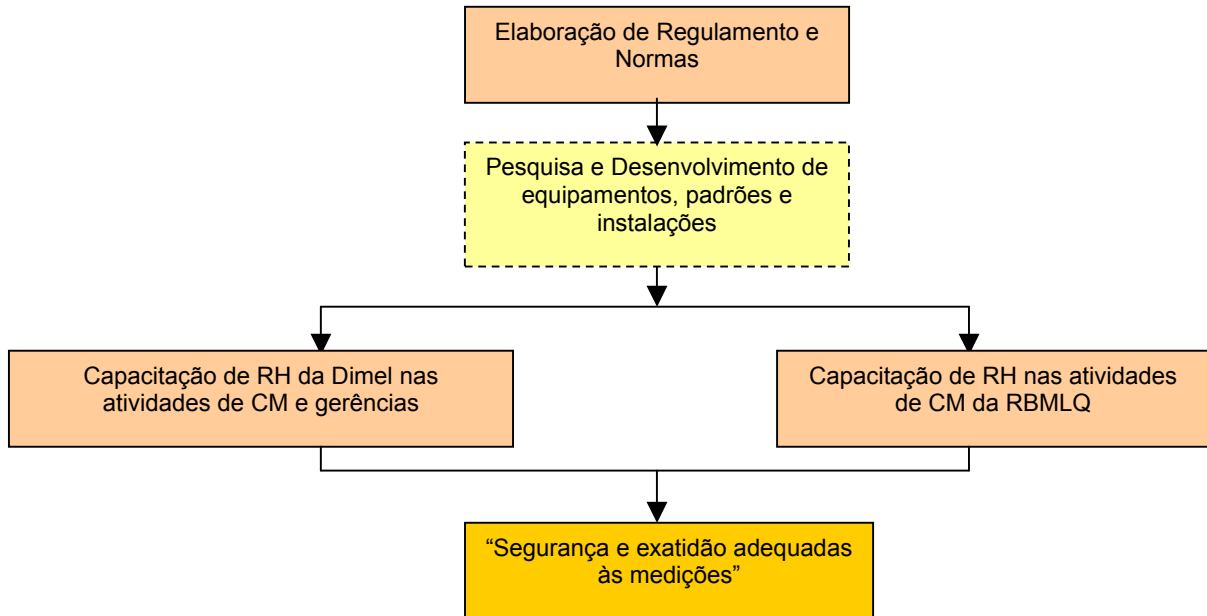 Elaboração de Regulamento e
Normas
Pesquisa e Desenvolvimento de
equipamentos, padrões e
instalações
Capacitação de RH da Dimel nas
atividades de CM e gerências
Capacitação de RH nas atividades
de CM da RBMLQ
“Segurança e exatidão adequadas
às medições”